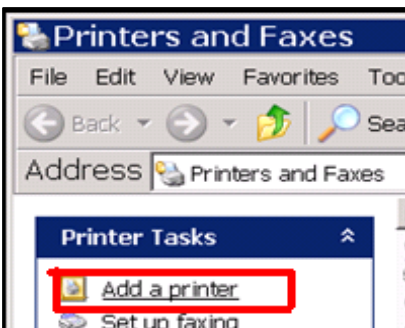 Printers and Faxes
File Edit View Favorites
Back
Address Printers and Faxes
Printer Tasks
Add a printer
Set up faxing